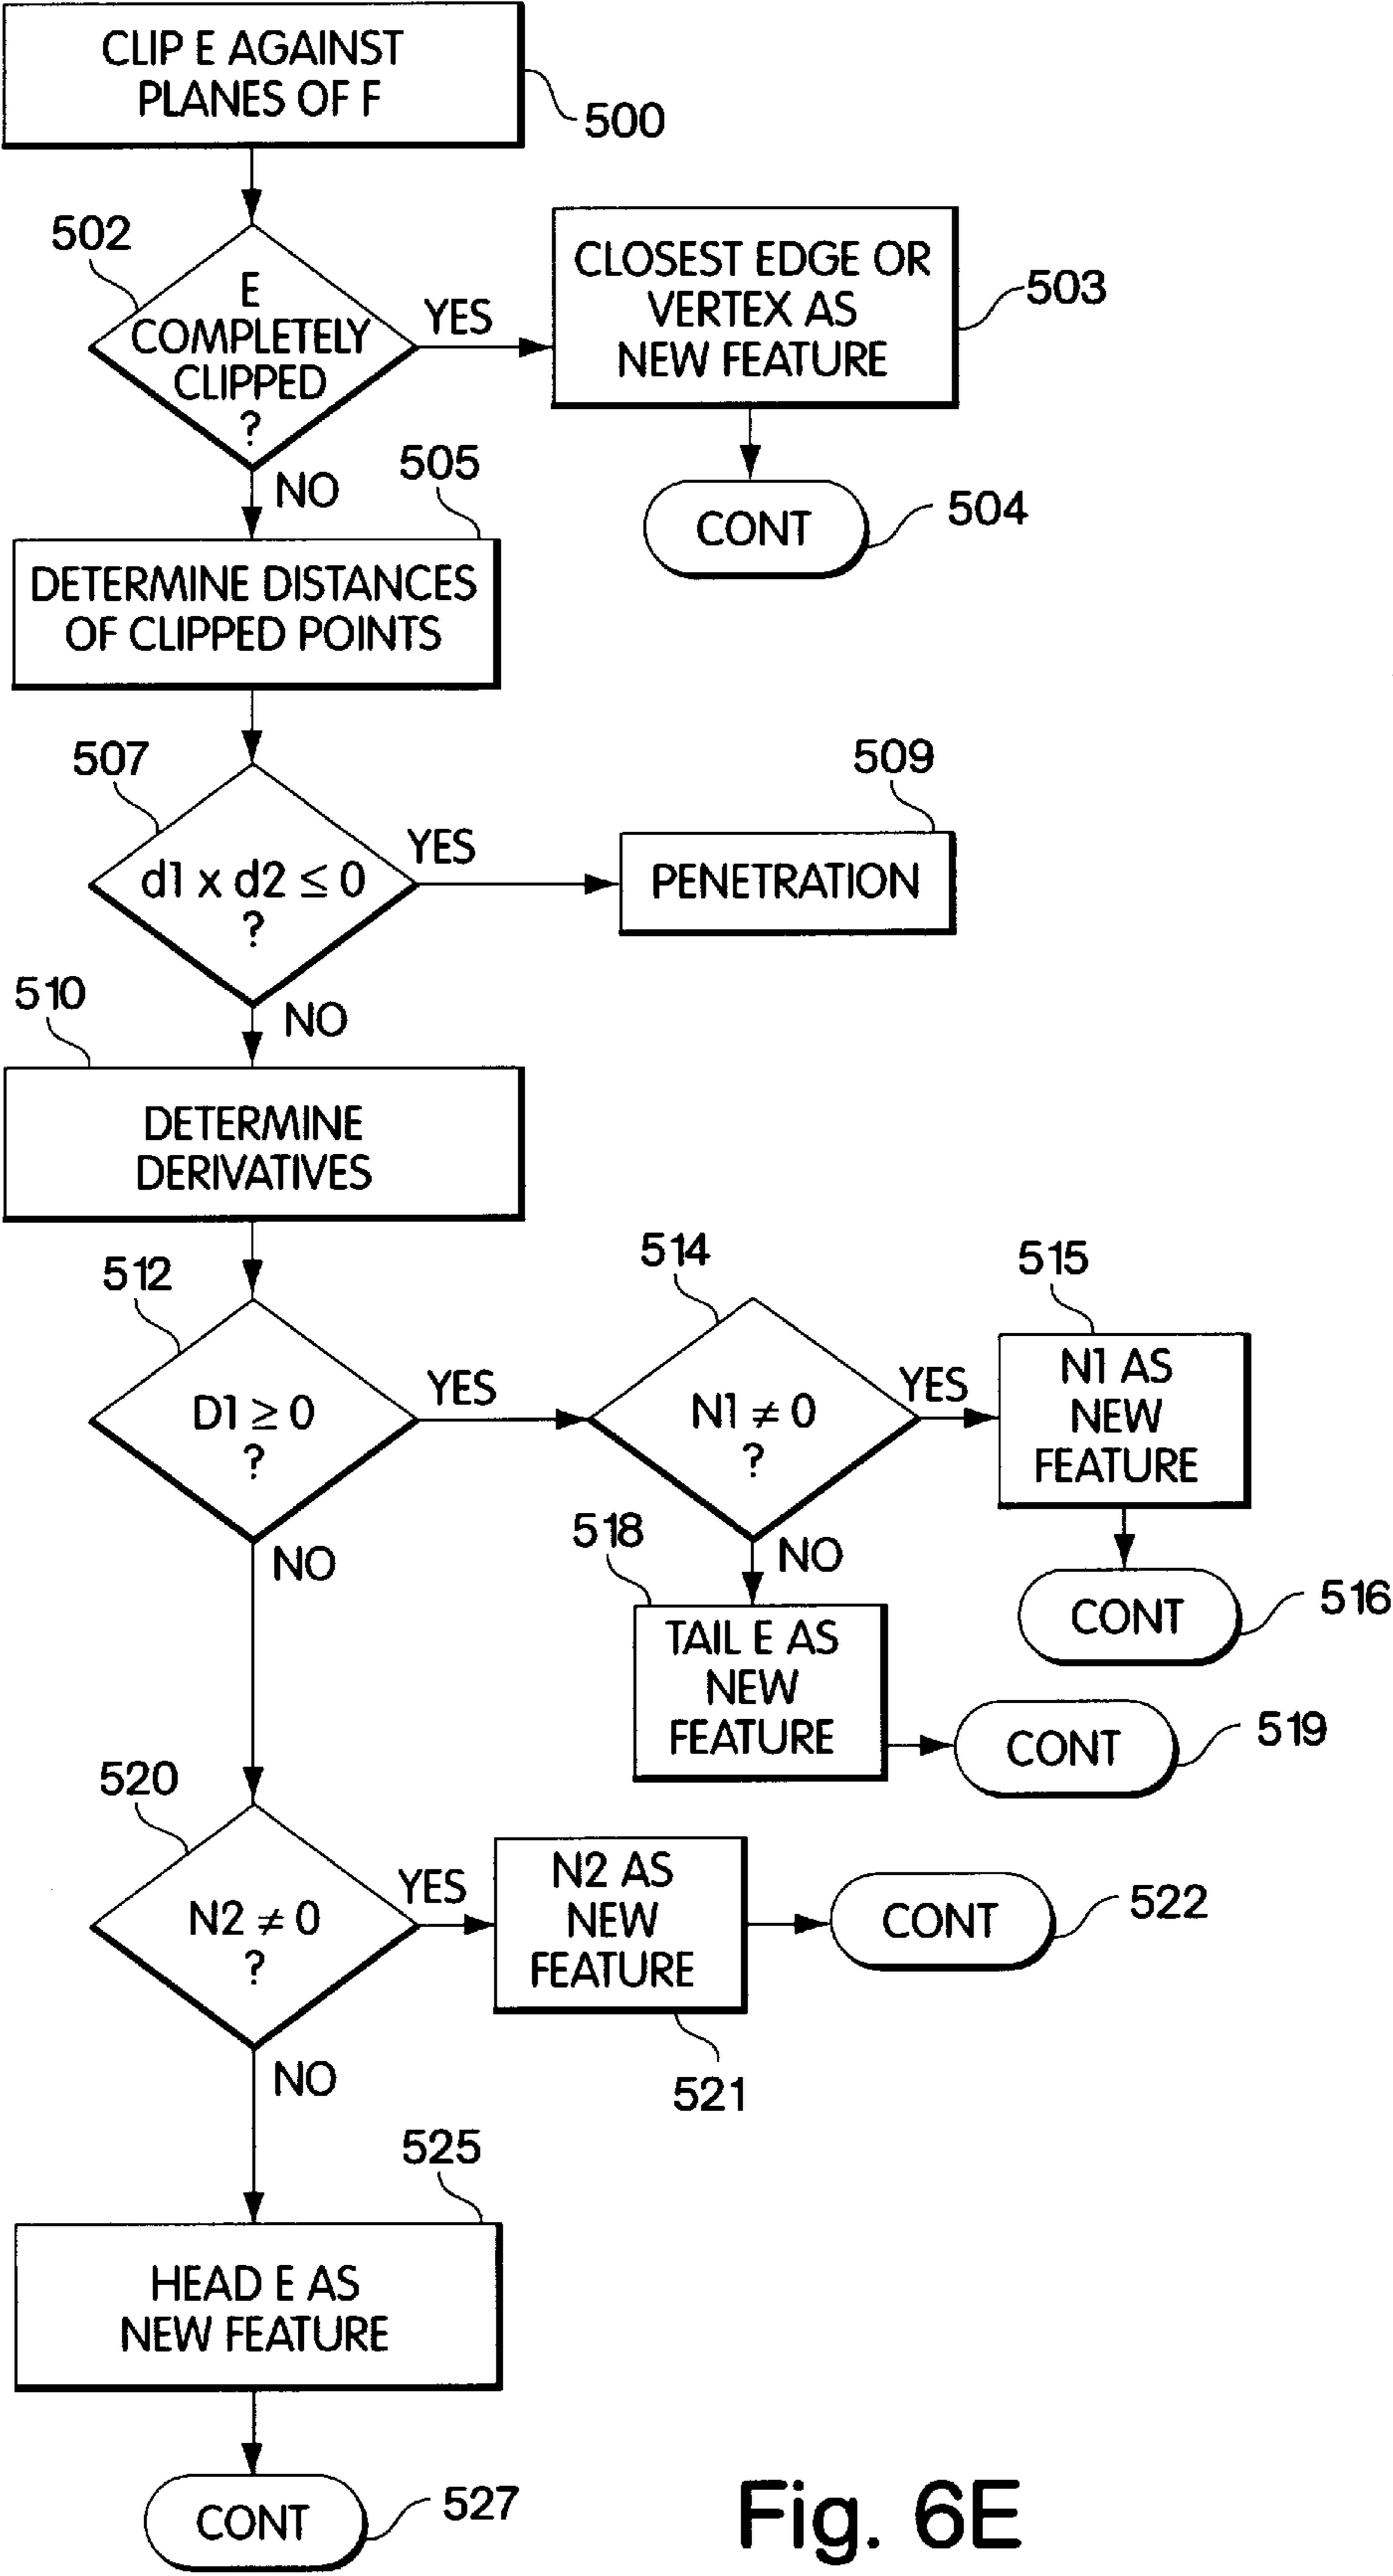 CLIP E AGAINST
PLANES OF F
500
502
E
COMPLETELY
CLIPPED
?
YES
CLOSEST EDGE OR
VERTEX AS
NEW FEATURE
503
NO
CONT
504
505
DETERMINE DISTANCES
OF CLIPPED POINTS
507
d1 x d2 ≤ 0
?
YES
509
PENETRATION
NO
510
DETERMINE
DERIVATIVES
512
D1 ≥ 0
?
YES
514
N1 ≠ 0
?
YES
515
N1 AS
NEW
FEATURE
CONT
516
NO
518
TAIL E AS
NEW
FEATURE
CONT
519
NO
520
N2 ≠ 0
?
YES
N2 AS
NEW
FEATURE
521
CONT
522
NO
525
HEAD E AS
NEW FEATURE
CONT
527
Fig. 6E